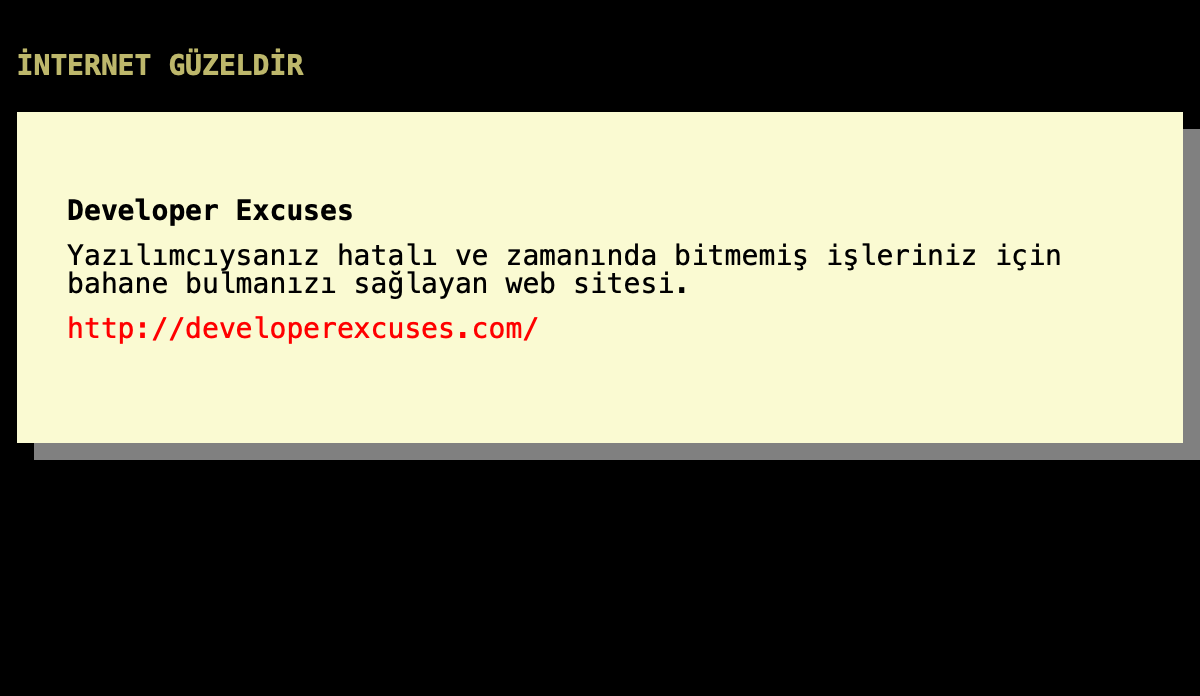 İNTERNET GÜZELDİR
Developer Excuses
Yazılımcıysanız hatalı ve zamanında bitmemiş işleriniz için
bahane bulmanızı sağlayan web sitesi.
http://developerexcuses.com/